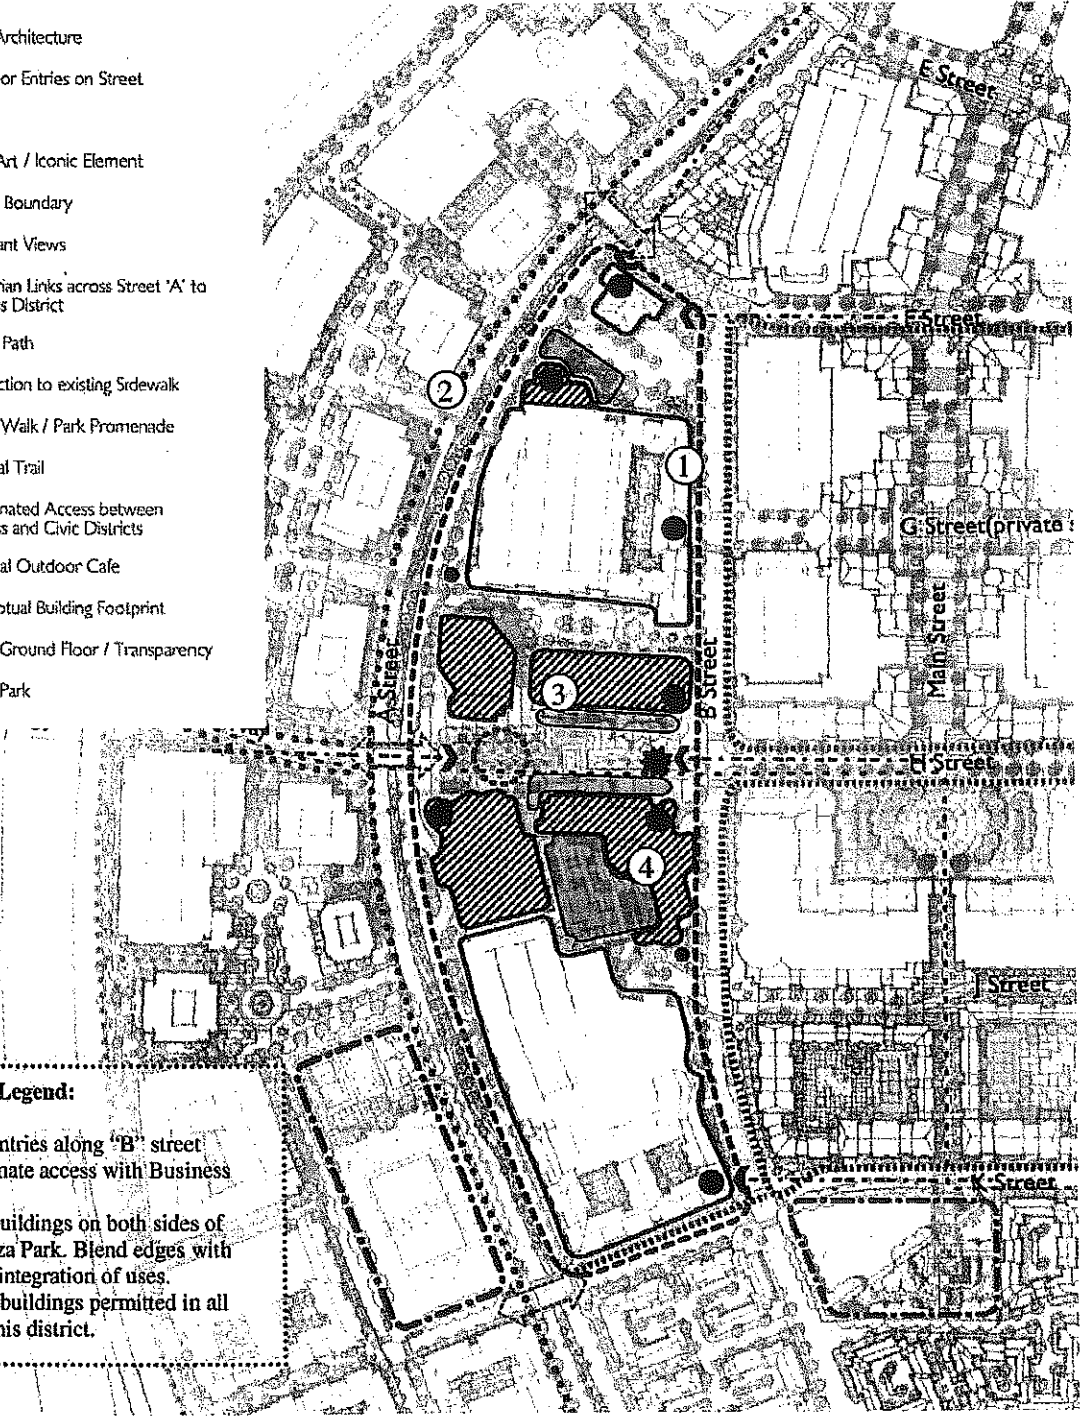 Architecture
or Entries on Street
Art / Iconic Element
Boundary
ant Views
ian Links across Street 'A' to
s District
Path
ction to existing Sidewalk
Walk / Park Promenade
al Trail
nated Access between
ss and Civic Districts
al Outdoor Cafe
ptual Building Footprint
Ground Floor / Transparency
Park
E Street
F Street
2
1
G Street(private s
A Street
3
B Street
Main Street
H Street
4
J Street
K Street
Legend:
ntries along "B" street
nate access with Business
uildings on both sides of
za Park. Blend edges with
integration of uses.
buildings permitted in all
his district.